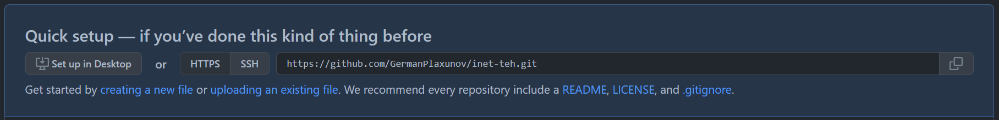 Quick setup — if you’ve done this kind of thing before
Set up in Desktop or HTTPS SSH https://github.com/GermanPlaxunov/inet-teh.git
Get started by creating a new file or uploading an existing file. We recommend every repository include a README, LICENSE, and .gitignore.